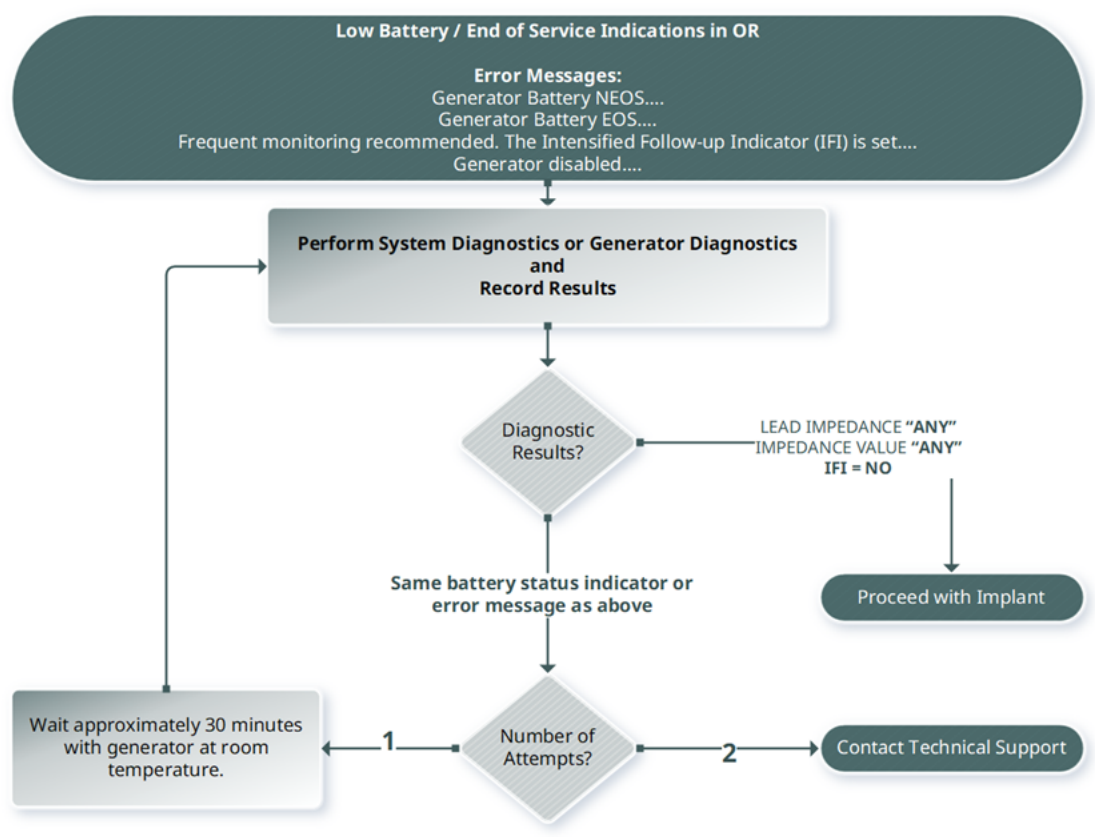 Low Battery / End of Service Indications in OR
Error Messages:
Generator Battery NEOS....
Generator Battery EOS....
Frequent monitoring recommended. The Intensified Follow-up Indicator (IFI) is set....
Generator disabled....
Perform System Diagnostics or Generator Diagnostics
and
Record Results
Diagnostic
Results?
LEAD IMPEDANCE “ANY”
IMPEDANCE VALUE “ANY”
IFI = NO
Same battery status indicator or
error message as above
Proceed with Implant
Wait approximately 30 minutes
with generator at room
temperature.
1
Number of
Attempts?
2
Contact Technical Support